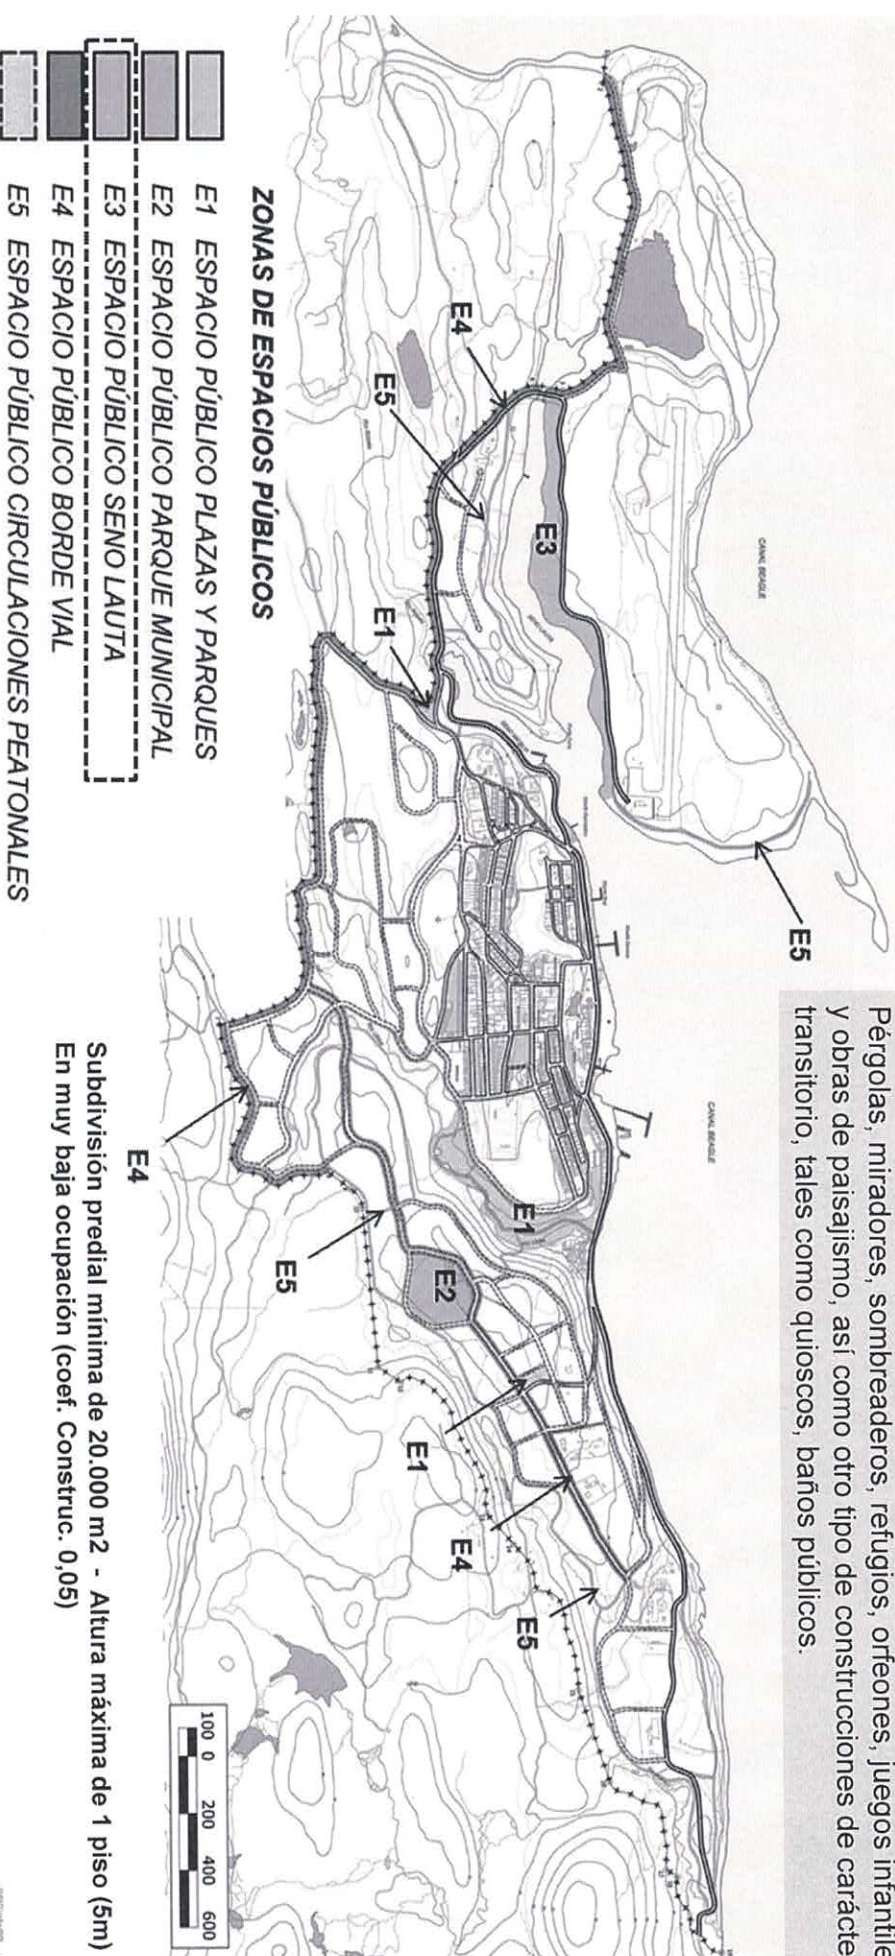 Pérgolas, miradores, sombreaderos, refugios, orfeones, juegos infantil
y obras de paisajismo, así como otro tipo de construcciones de carácte
transitorio, tales como quioscos, baños públicos.
CANAL BEAGLE
CANAL BEAGLE
E4
E5
E3
E1
E5
E1
E2
E4
E5
E1
E4
E5
ZONAS DE ESPACIOS PÚBLICOS
E1 ESPACIO PÚBLICO PLAZAS Y PARQUES
E2 ESPACIO PÚBLICO PARQUE MUNICIPAL
E3 ESPACIO PÚBLICO SENO LAUTA
E4 ESPACIO PÚBLICO BORDE VIAL
E5 ESPACIO PÚBLICO CIRCULACIONES PEATONALES
Subdivisión predial mínima de 20.000 m2 - Altura máxima de 1 piso (5m)
En muy baja ocupación (coef. Construc. 0,05)
100 0 200 400 600